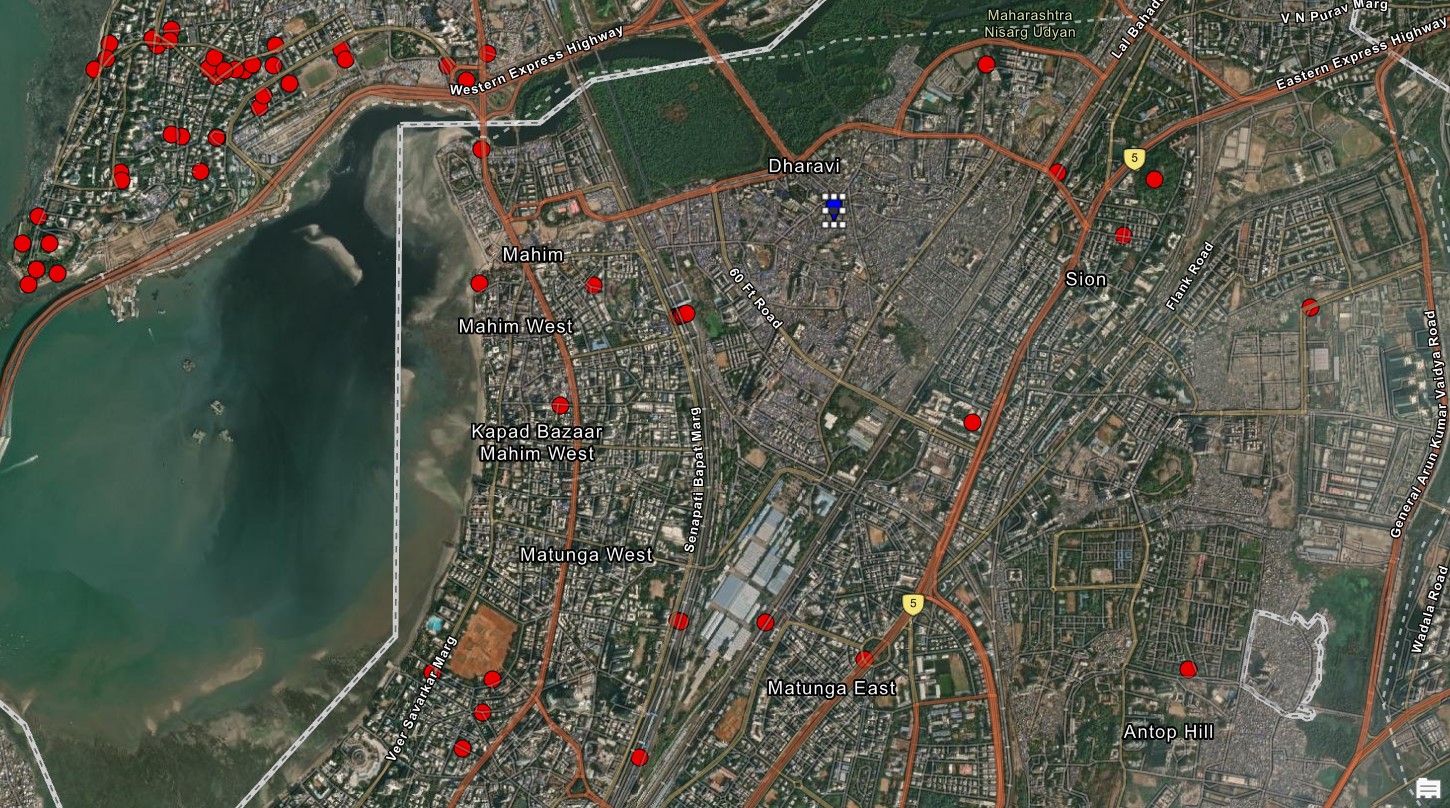 Maharashtra
Nisarg Udyan
V N Purav Marg
Lal Bahadu
Western Express Highway
Eastern Express Highway
Dharavi
5
Mahim
60 Ft Road
Sion
Flank Road
Mahim West
General Arun Kumar Vaidya Road
Kapad Bazaar
Mahim West
Senapati Bapat Marg
Matunga West
5
Wadala Road
Veer Savarkar Marg
Matunga East
Antop Hill